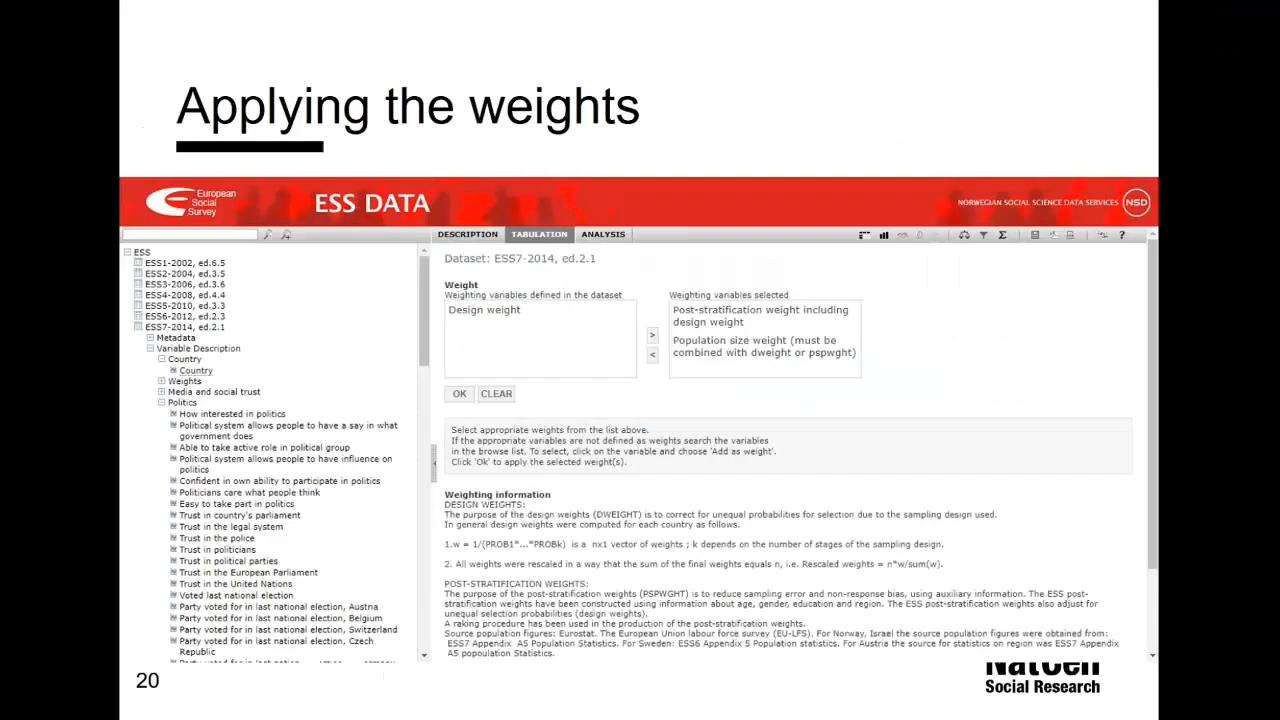 Applying the weights
European
Social
Survey
ESS DATA
NORWEGIAN SOCIAL SCIENCE DATA SERVICES
NSD
DESCRIPTION
TABULATION
ANALYSIS
ESS
ESS1-2002, ed.6.5
ESS2-2004, ed.3.5
ESS3-2006, ed.3.6
ESS4-2008, ed.4.4
ESS5-2010, ed.3.3
ESS6-2012, ed.2.3
ESS7-2014, ed.2.1
Metadata
Variable Description
Country
Country
Weights
Media and social trust
Politics
How interested in politics
Political system allows people to have a say in what
government does
Able to take active role in political group
Political system allows people to have influence on
politics
Confident in own ability to participate in politics
Politicians care what people think
Easy to take part in politics
Trust in country's parliament
Trust in the legal system
Trust in the police
Trust in politicians
Trust in political parties
Trust in the European Parliament
Trust in the United Nations
Voted last national election
Party voted for in last national election, Austria
Party voted for in last national election, Belgium
Party voted for in last national election, Switzerland
Party voted for in last national election, Czech
Republic
Dataset: ESS7-2014, ed.2.1
Weight
Weighting variables defined in the dataset
Design weight
>
<
Weighting variables selected
Post-stratification weight including
design weight
Population size weight (must be
combined with dweight or pspwght)
OK
CLEAR
Select appropriate weights from the list above.
If the appropriate variables are not defined as weights search the variables
in the browse list. To select, click on the variable and choose 'Add as weight'.
Click 'Ok' to apply the selected weight(s).
Weighting information
DESIGN WEIGHTS:
The purpose of the design weights (DWEIGHT) is to correct for unequal probabilities for selection due to the sampling design used.
In general design weights were computed for each country as follows.
1.w = 1/(PROB1*...*PROBk) is a nx1 vector of weights ; k depends on the number of stages of the sampling design.
2. All weights were rescaled in a way that the sum of the final weights equals n, i.e. Rescaled weights = n*w/sum(w).
POST-STRATIFICATION WEIGHTS:
The purpose of the post-stratification weights (PSPWGHT) is to reduce sampling error and non-response bias, using auxiliary information. The ESS post-
stratification weights have been constructed using information about age, gender, education and region. The ESS post-stratification weights also adjust for
unequal selection probabilities (design weights).
A raking procedure has been used in the production of the post-stratification weights.
Source population figures: Eurostat. The European Union labour force survey (EU-LFS). For Norway, Israel the source population figures were obtained from:
ESS7 Appendix A5 Population Statistics. For Sweden: ESS6 Appendix 5 Population statistics. For Austria the source for statistics on region was ESS7 Appendix
A5 popoulation Statistics.
20
NatCen
Social Research